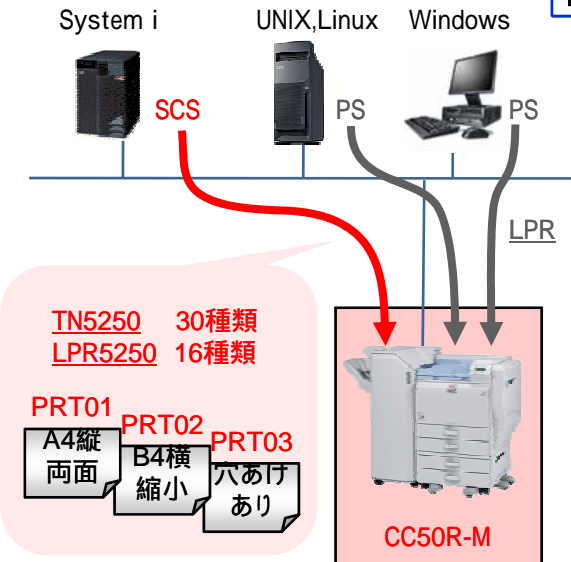 System i
UNIX,Linux
Windows
SCS
PS
PS
LPR
TN5250 30種類
LPR5250 16種類
PRT01
A4縦
両面
PRT02
B4横
縮小
PRT03
穴あけ
あり
CC50R-M